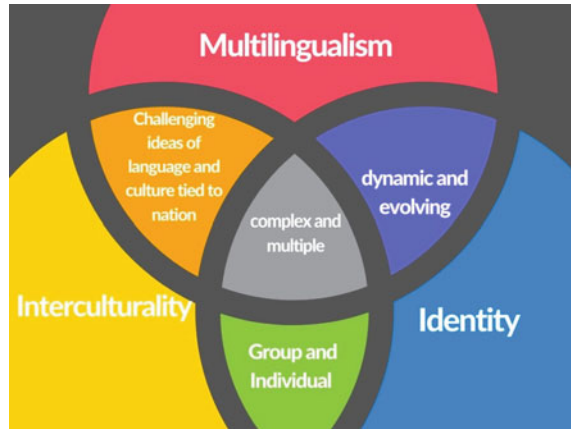 Multilingualism
Challenging
ideas of
language and
culture tied to
nation
dynamic and
evolving
complex and
multiple
Interculturality
Identity
Group and
Individual